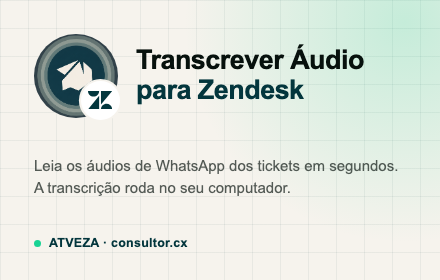 Transcrever Áudio
para Zendesk
Leia os áudios de WhatsApp dos tickets em segundos.
A transcrição roda no seu computador.
ATVEZA · consultor.cx